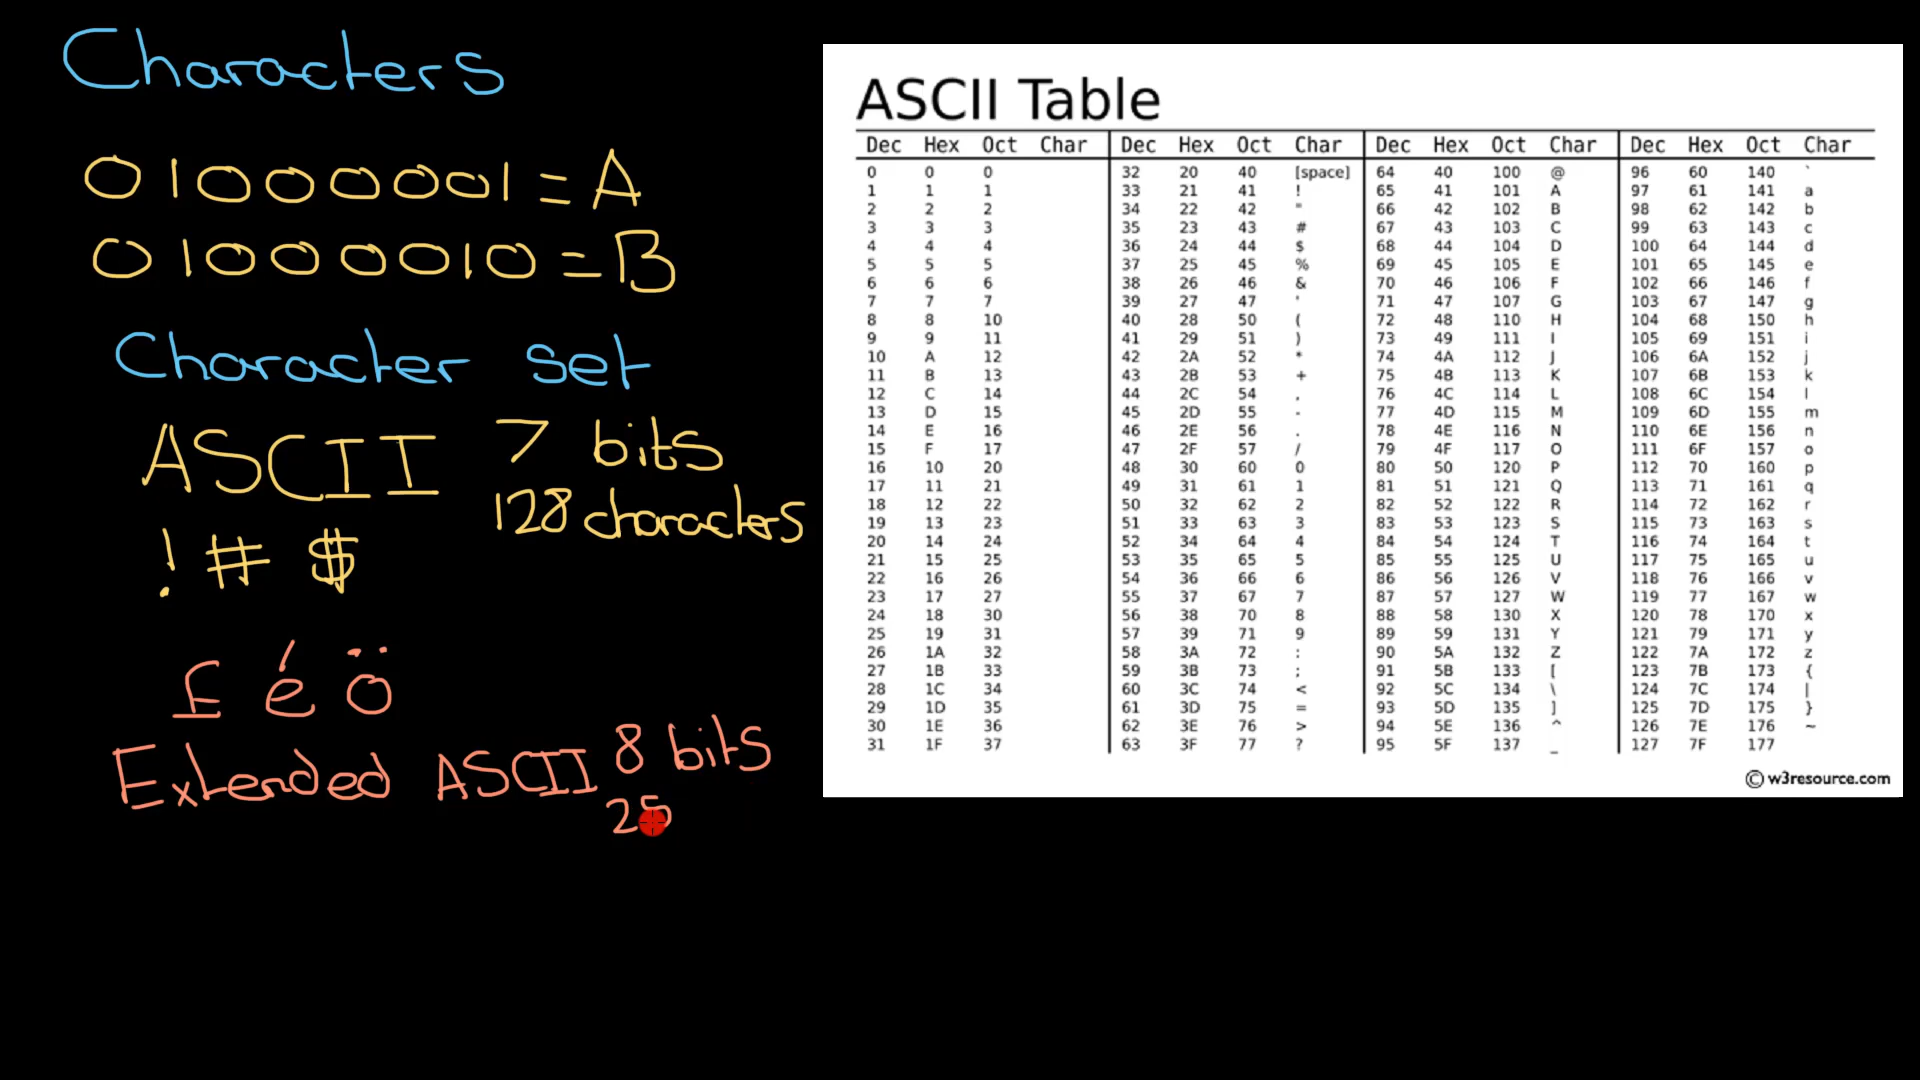 Characters
01000001 = A
01000010 = B
Character set
ASCII 7 bits
128 characters
! # $
£ é ö
Extended ASCII 8 bits
25
ASCII Table
Dec Hex Oct Char Dec Hex Oct Char Dec Hex Oct Char Dec Hex Oct Char
0 0 0 32 20 40 [space] 64 40 100 @ 96 60 140 `
1 1 1 33 21 41 ! 65 41 101 A 97 61 141 a
2 2 2 34 22 42 " 66 42 102 B 98 62 142 b
3 3 3 35 23 43 # 67 43 103 C 99 63 143 c
4 4 4 36 24 44 $ 68 44 104 D 100 64 144 d
5 5 5 37 25 45 % 69 45 105 E 101 65 145 e
6 6 6 38 26 46 & 70 46 106 F 102 66 146 f
7 7 7 39 27 47 ' 71 47 107 G 103 67 147 g
8 8 10 40 28 50 ( 72 48 110 H 104 68 150 h
9 9 11 41 29 51 ) 73 49 111 I 105 69 151 i
10 A 12 42 2A 52 * 74 4A 112 J 106 6A 152 j
11 B 13 43 2B 53 + 75 4B 113 K 107 6B 153 k
12 C 14 44 2C 54 , 76 4C 114 L 108 6C 154 l
13 D 15 45 2D 55 - 77 4D 115 M 109 6D 155 m
14 E 16 46 2E 56 . 78 4E 116 N 110 6E 156 n
15 F 17 47 2F 57 / 79 4F 117 O 111 6F 157 o
16 10 20 48 30 60 0 80 50 120 P 112 70 160 p
17 11 21 49 31 61 1 81 51 121 Q 113 71 161 q
18 12 22 50 32 62 2 82 52 122 R 114 72 162 r
19 13 23 51 33 63 3 83 53 123 S 115 73 163 s
20 14 24 52 34 64 4 84 54 124 T 116 74 164 t
21 15 25 53 35 65 5 85 55 125 U 117 75 165 u
22 16 26 54 36 66 6 86 56 126 V 118 76 166 v
23 17 27 55 37 67 7 87 57 127 W 119 77 167 w
24 18 30 56 38 70 8 88 58 130 X 120 78 170 x
25 19 31 57 39 71 9 89 59 131 Y 121 79 171 y
26 1A 32 58 3A 72 : 90 5A 132 Z 122 7A 172 z
27 1B 33 59 3B 73 ; 91 5B 133 [ 123 7B 173 {
28 1C 34 60 3C 74 < 92 5C 134 \ 124 7C 174 |
29 1D 35 61 3D 75 = 93 5D 135 ] 125 7D 175 }
30 1E 36 62 3E 76 > 94 5E 136 ^ 126 7E 176 ~
31 1F 37 63 3F 77 ? 95 5F 137 _ 127 7F 177
© w3resource.com